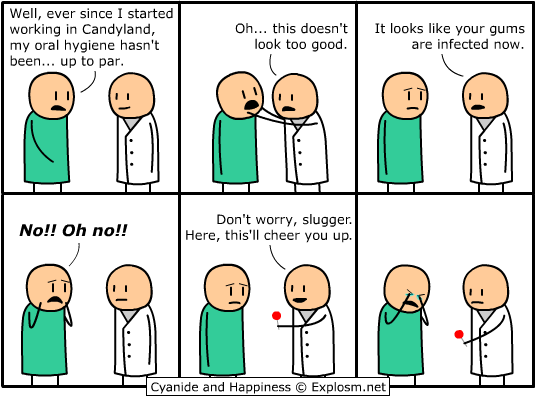 Well, ever since I started
working in Candyland,
my oral hygiene hasn't
been... up to par.
Oh... this doesn't
look too good.
It looks like your gums
are infected now.
No!! Oh no!!
Don't worry, slugger.
Here, this'll cheer you up.
Cyanide and Happiness © Explosm.net